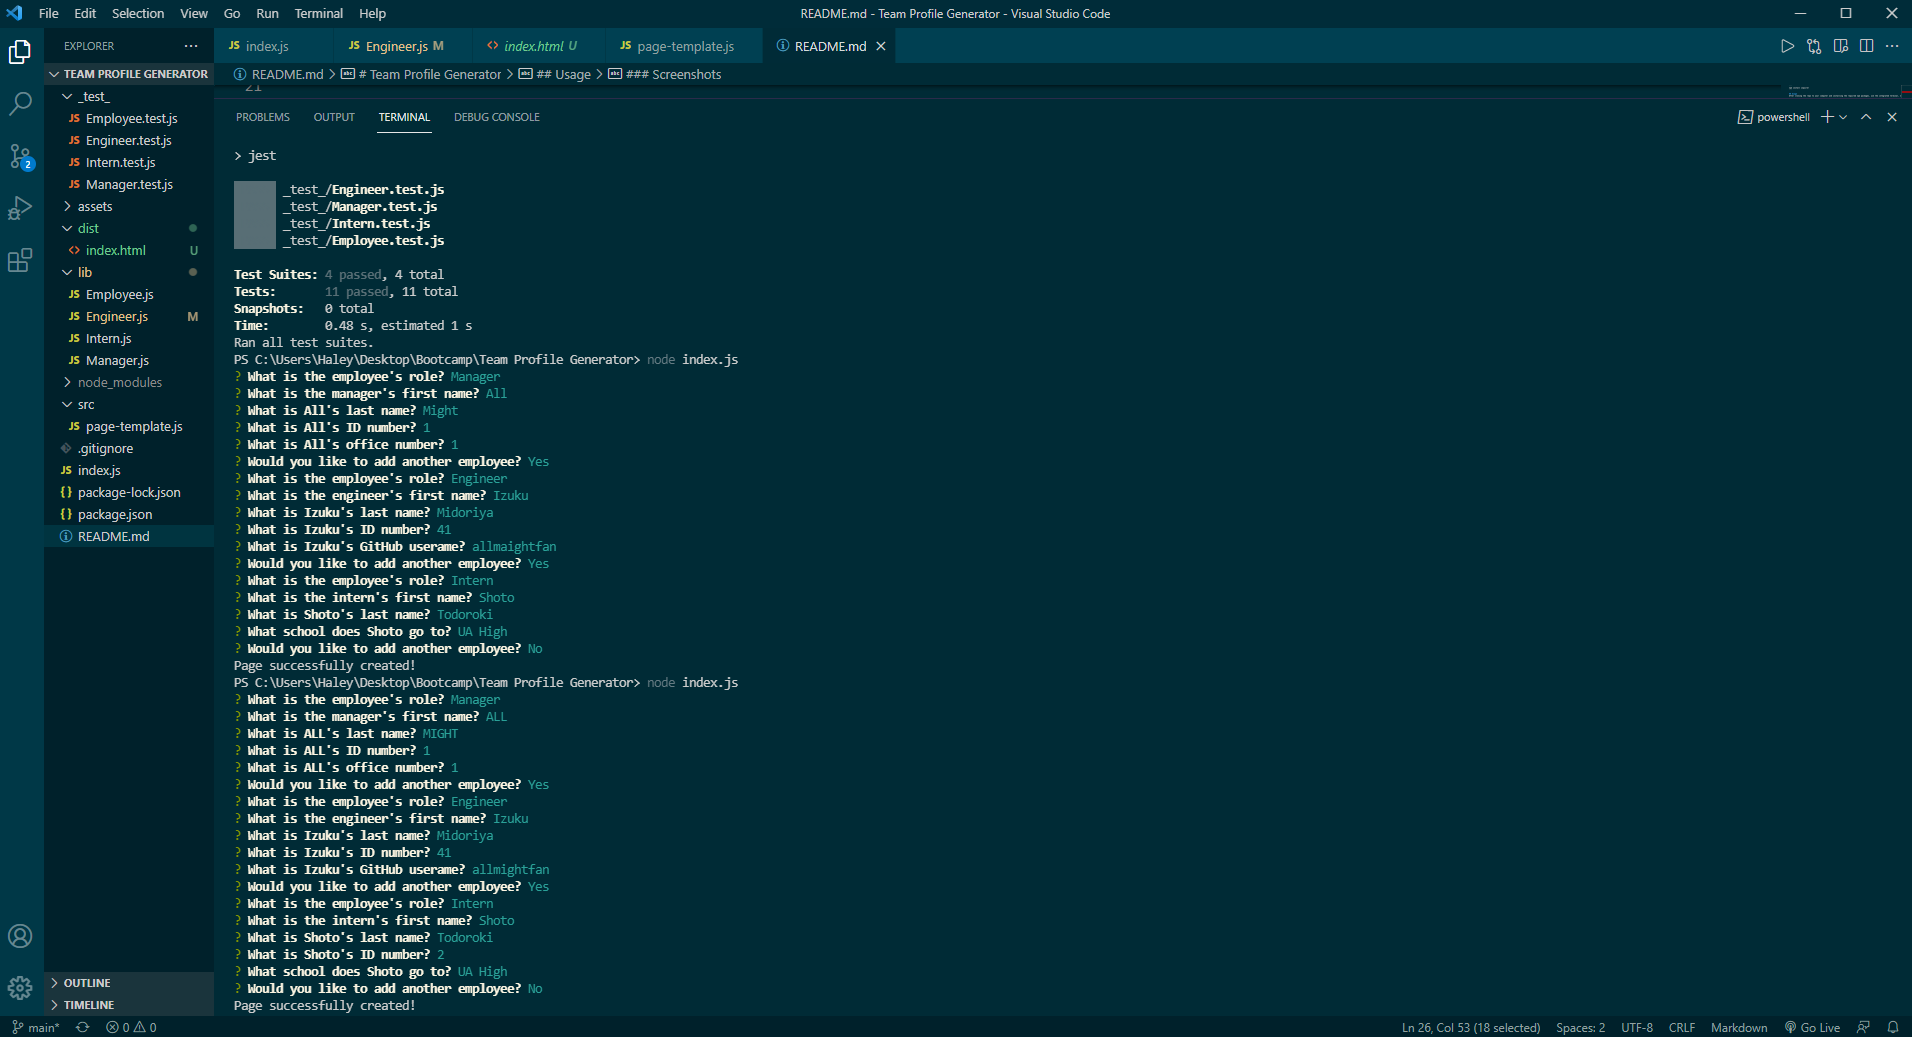 File Edit Selection View Go Run Terminal Help
README.md - Team Profile Generator - Visual Studio Code
EXPLORER
TEAM PROFILE GENERATOR
_test_
JS Employee.test.js
JS Engineer.test.js
JS Intern.test.js
JS Manager.test.js
assets
dist
<> index.html U
lib
JS Employee.js
JS Engineer.js M
JS Intern.js
JS Manager.js
node_modules
src
JS page-template.js
.gitignore
JS index.js
{} package-lock.json
{} package.json
README.md
OUTLINE
TIMELINE
2
JS index.js JS Engineer.js M <> index.html U JS page-template.js README.md
README.md > # Team Profile Generator > ## Usage > ### Screenshots
21
PROBLEMS OUTPUT TERMINAL DEBUG CONSOLE
powershell
> jest
_test_/Engineer.test.js
_test_/Manager.test.js
_test_/Intern.test.js
_test_/Employee.test.js
Test Suites: 4 passed, 4 total
Tests: 11 passed, 11 total
Snapshots: 0 total
Time: 0.48 s, estimated 1 s
Ran all test suites.
PS C:\Users\Haley\Desktop\Bootcamp\Team Profile Generator> node index.js
? What is the employee's role? Manager
? What is the manager's first name? All
? What is All's last name? Might
? What is All's ID number? 1
? What is All's office number? 1
? Would you like to add another employee? Yes
? What is the employee's role? Engineer
? What is the engineer's first name? Izuku
? What is Izuku's last name? Midoriya
? What is Izuku's ID number? 41
? What is Izuku's GitHub userame? allmaightfan
? Would you like to add another employee? Yes
? What is the employee's role? Intern
? What is the intern's first name? Shoto
? What is Shoto's last name? Todoroki
? What school does Shoto go to? UA High
? Would you like to add another employee? No
Page successfully created!
PS C:\Users\Haley\Desktop\Bootcamp\Team Profile Generator> node index.js
? What is the employee's role? Manager
? What is the manager's first name? ALL
? What is ALL's last name? MIGHT
? What is ALL's ID number? 1
? What is ALL's office number? 1
? Would you like to add another employee? Yes
? What is the employee's role? Engineer
? What is the engineer's first name? Izuku
? What is Izuku's last name? Midoriya
? What is Izuku's ID number? 41
? What is Izuku's GitHub userame? allmightfan
? Would you like to add another employee? Yes
? What is the employee's role? Intern
? What is the intern's first name? Shoto
? What is Shoto's last name? Todoroki
? What is Shoto's ID number? 2
? What school does Shoto go to? UA High
? Would you like to add another employee? No
Page successfully created!
main* 0 0
Ln 26, Col 53 (18 selected) Spaces: 2 UTF-8 CRLF Markdown Go Live